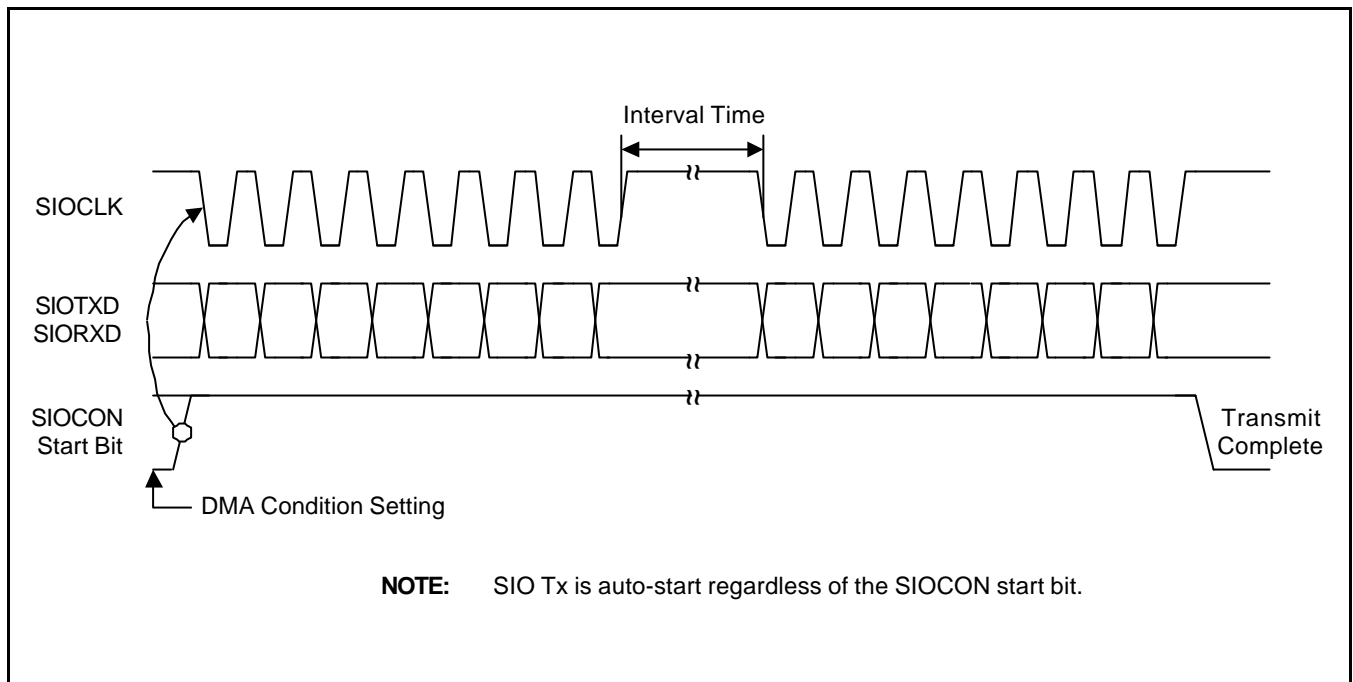 Interval Time
SIOCLK
SIOTXD
SIORXD
SIOCON
Start Bit
Transmit
Complete
DMA Condition Setting
NOTE: SIO Tx is auto-start regardless of the SIOCON start bit.